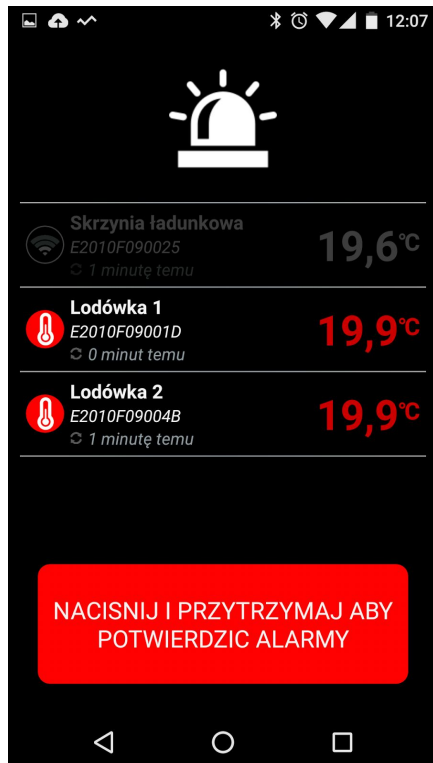 12:07
Skrzynia ładunkowa
E2010F090025
19,6°C
1 minutę temu
Lodówka 1
E2010F09001D
19,9°C
0 minut temu
Lodówka 2
E2010F09004B
19,9°C
1 minutę temu
NACISNIJ I PRZYTRZYMAJ ABY
POTWIERDZIC ALARMY